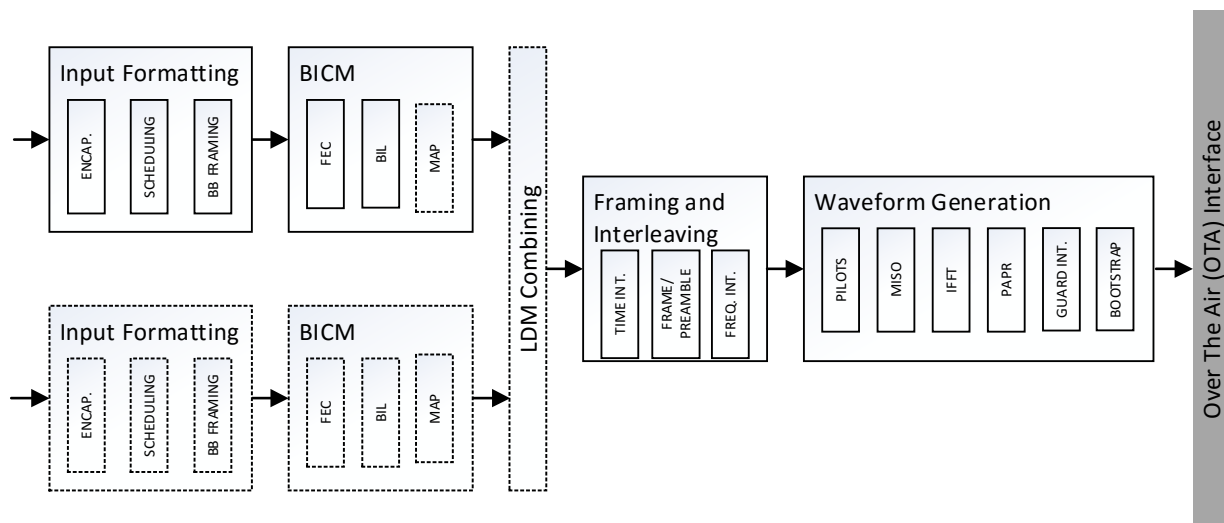 Input Formatting
ENCAP.
SCHEDULING
BB FRAMING
BICM
FEC
BIL
MAP
Input Formatting
ENCAP.
SCHEDULING
BB FRAMING
BICM
FEC
BIL
MAP
LDM Combining
Framing and
Interleaving
TIME INT.
FRAME/
PREAMBLE
FREQ. INT.
Waveform Generation
PILOTS
MISO
IFFT
PAPR
GUARD INT.
BOOTSTRAP
Over The Air (OTA) Interface